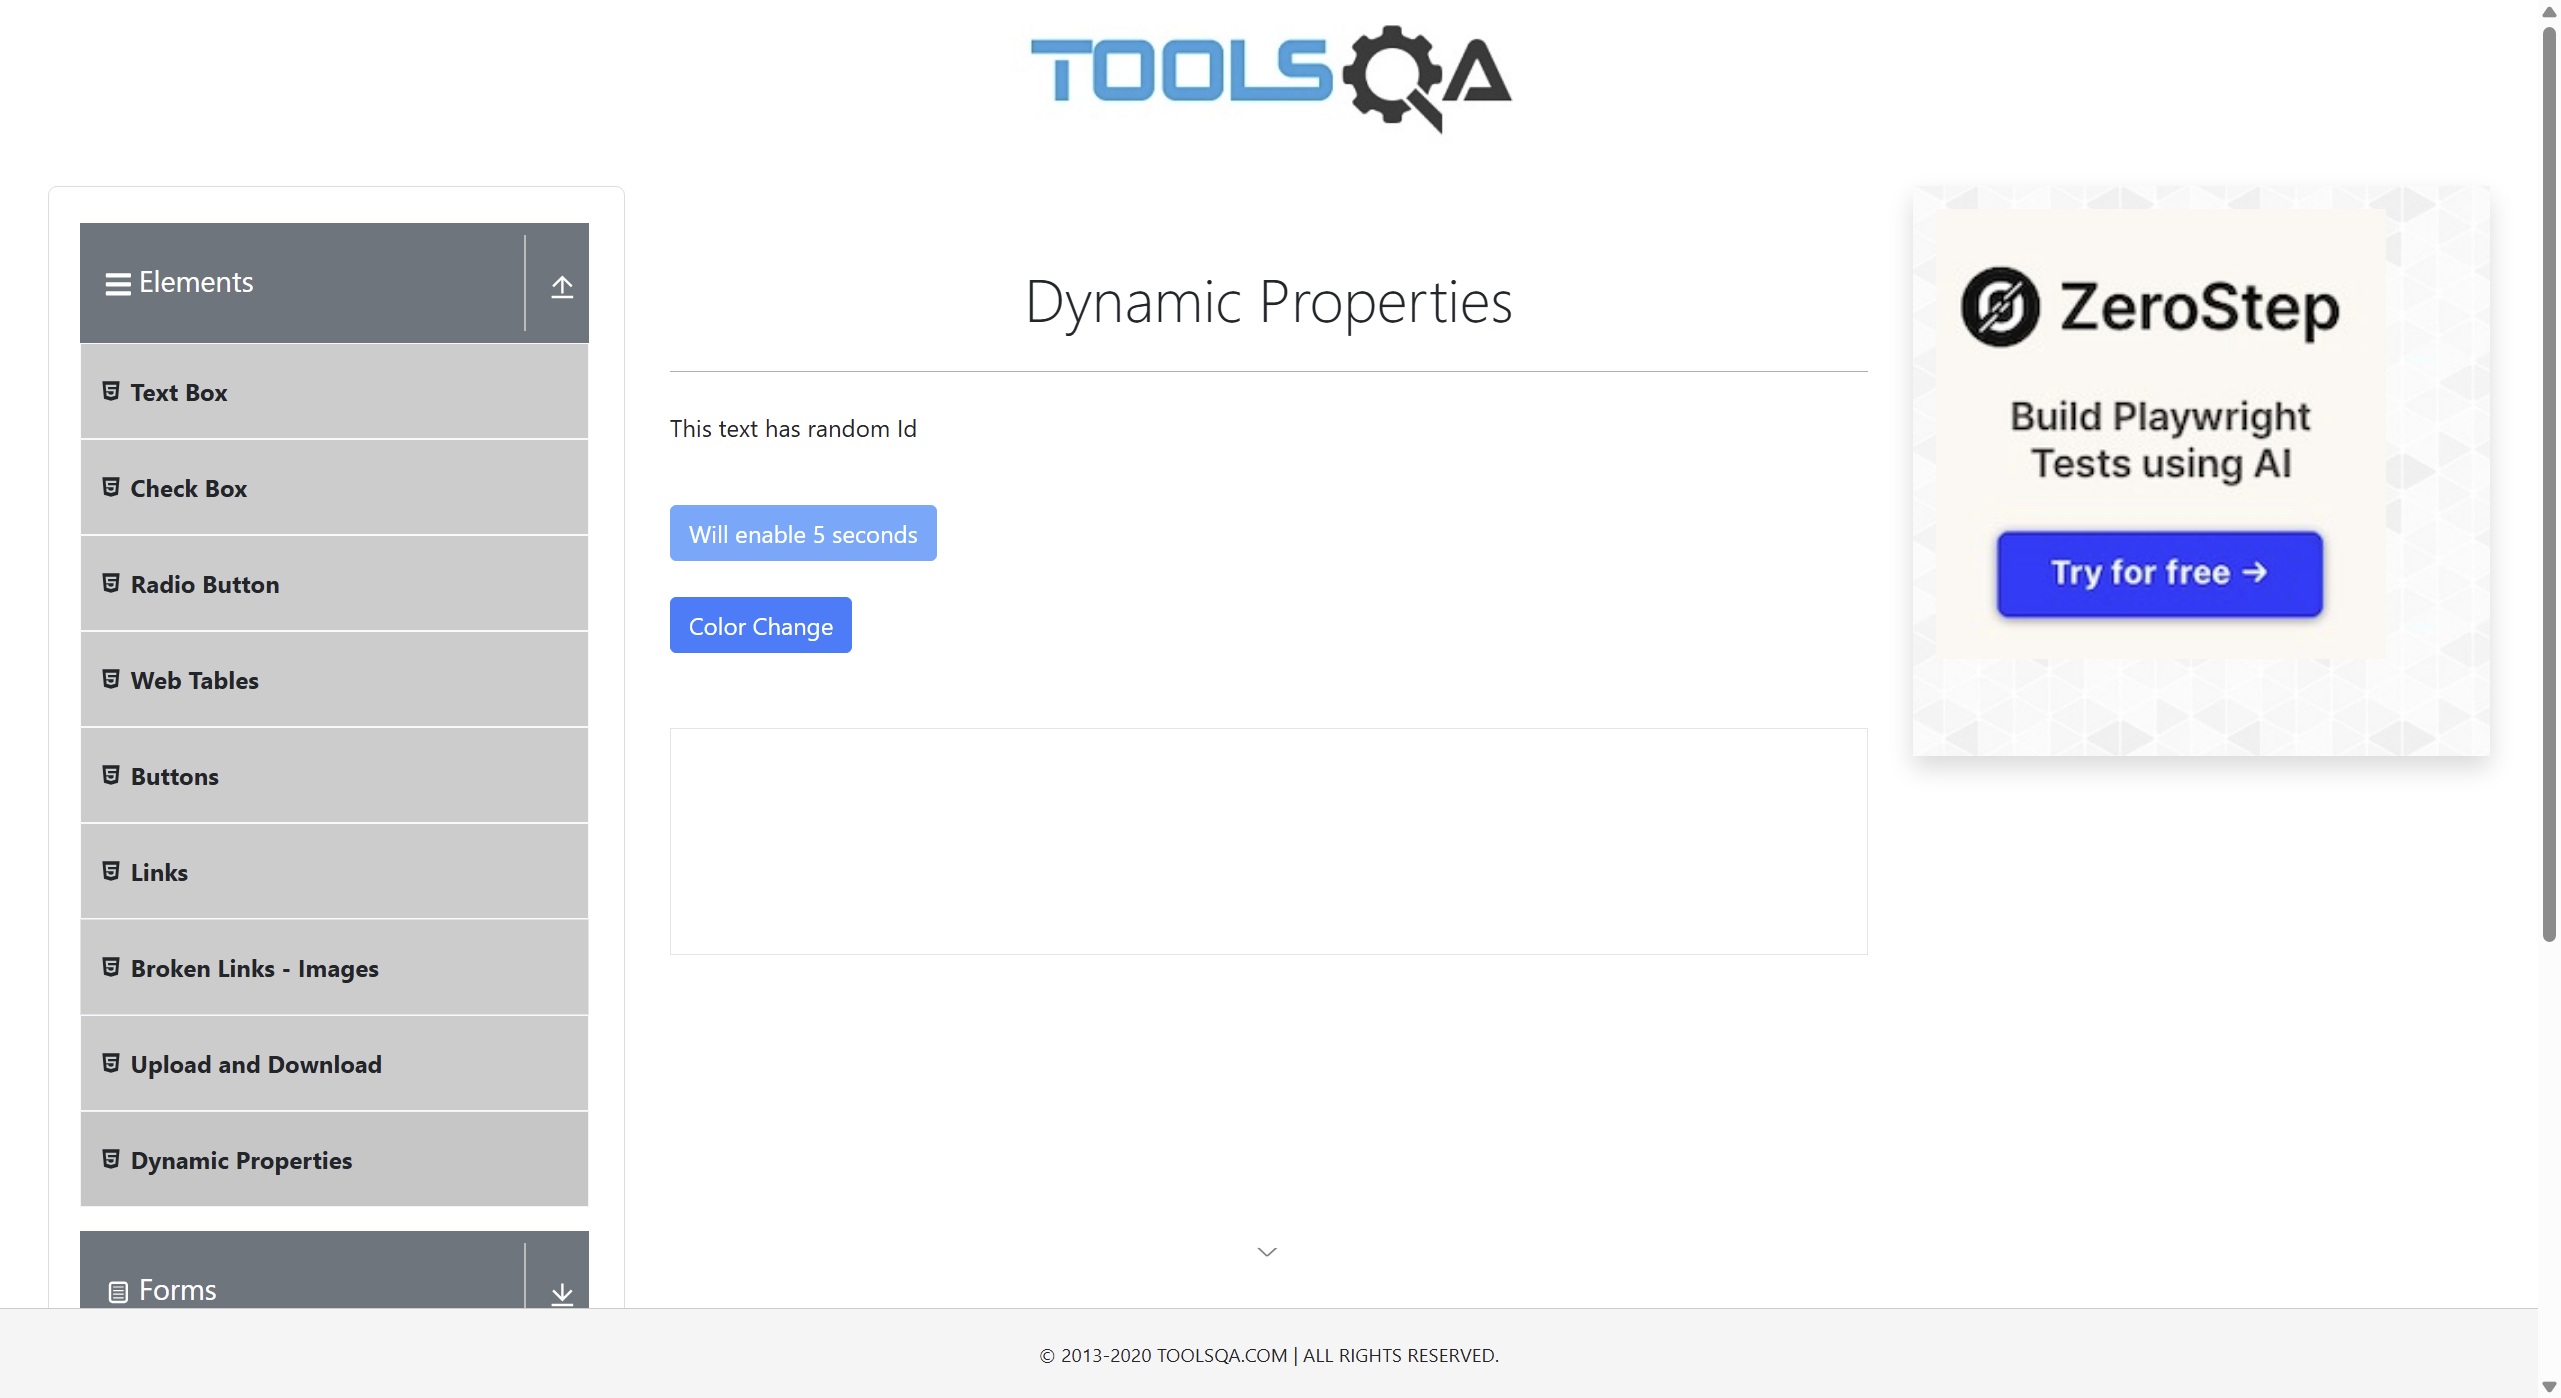 TOOLSQA
Elements
Text Box
Check Box
Radio Button
Web Tables
Buttons
Links
Broken Links - Images
Upload and Download
Dynamic Properties
Forms
Dynamic Properties
This text has random Id
Will enable 5 seconds
Color Change
ZeroStep
Build Playwright
Tests using AI
Try for free →
© 2013-2020 TOOLSQA.COM | ALL RIGHTS RESERVED.